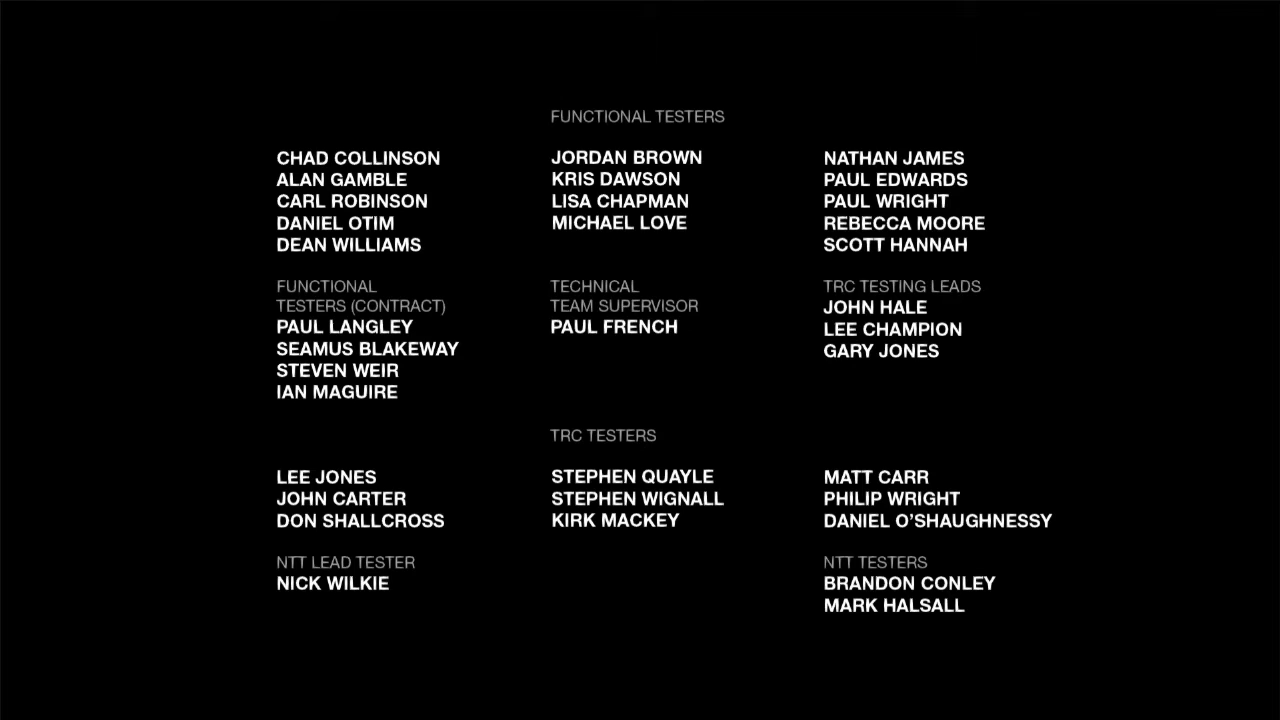 FUNCTIONAL TESTERS
CHAD COLLINSON
ALAN GAMBLE
CARL ROBINSON
DANIEL OTIM
DEAN WILLIAMS
JORDAN BROWN
KRIS DAWSON
LISA CHAPMAN
MICHAEL LOVE
NATHAN JAMES
PAUL EDWARDS
PAUL WRIGHT
REBECCA MOORE
SCOTT HANNAH
FUNCTIONAL
TESTERS (CONTRACT)
PAUL LANGLEY
SEAMUS BLAKEWAY
STEVEN WEIR
IAN MAGUIRE
TECHNICAL
TEAM SUPERVISOR
PAUL FRENCH
TRC TESTING LEADS
JOHN HALE
LEE CHAMPION
GARY JONES
TRC TESTERS
LEE JONES
JOHN CARTER
DON SHALLCROSS
STEPHEN QUAYLE
STEPHEN WIGNALL
KIRK MACKEY
MATT CARR
PHILIP WRIGHT
DANIEL O’SHAUGHNESSY
NTT LEAD TESTER
NICK WILKIE
NTT TESTERS
BRANDON CONLEY
MARK HALSALL